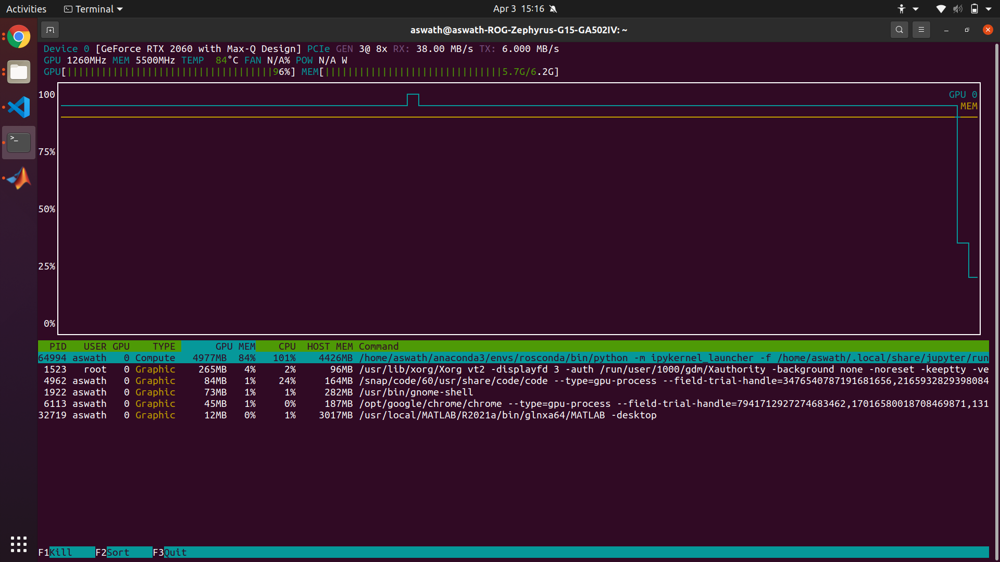 Activities Terminal Apr 3 15:16
aswath@aswath-ROG-Zephyrus-G15-GA502IV: ~
Device 0 [GeForce RTX 2060 with Max-Q Design] PCIe GEN 3@ 8x RX: 38.00 MB/s TX: 6.000 MB/s
GPU 1260MHz MEM 5500MHz TEMP 84°C FAN N/A% POW N/A W
GPU[||||||||||||||||||||||||||||||||||||96%] MEM[|||||||||||||||||||||||||||||||5.7G/6.2G]
100 GPU 0
MEM
75%
50%
25%
0%
PID USER GPU TYPE GPU MEM CPU HOST MEM Command
64994 aswath 0 Compute 4977MB 84% 101% 4426MB /home/aswath/anaconda3/envs/rosconda/bin/python -m ipykernel_launcher -f /home/aswath/.local/share/jupyter/run
1523 root 0 Graphic 265MB 4% 2% 96MB /usr/lib/xorg/Xorg vt2 -displayfd 3 -auth /run/user/1000/gdm/Xauthority -background none -noreset -keeptty -ve
4962 aswath 0 Graphic 84MB 1% 24% 164MB /snap/code/60/usr/share/code/code --type=gpu-process --field-trial-handle=3476540787191681656,2165932829398084
1922 aswath 0 Graphic 73MB 1% 1% 282MB /usr/bin/gnome-shell
6113 aswath 0 Graphic 45MB 1% 0% 187MB /opt/google/chrome/chrome --type=gpu-process --field-trial-handle=7941712927274683462,17016580018708469871,131
32719 aswath 0 Graphic 12MB 0% 1% 3017MB /usr/local/MATLAB/R2021a/bin/glnxa64/MATLAB -desktop
F1Kill F2Sort F3Quit